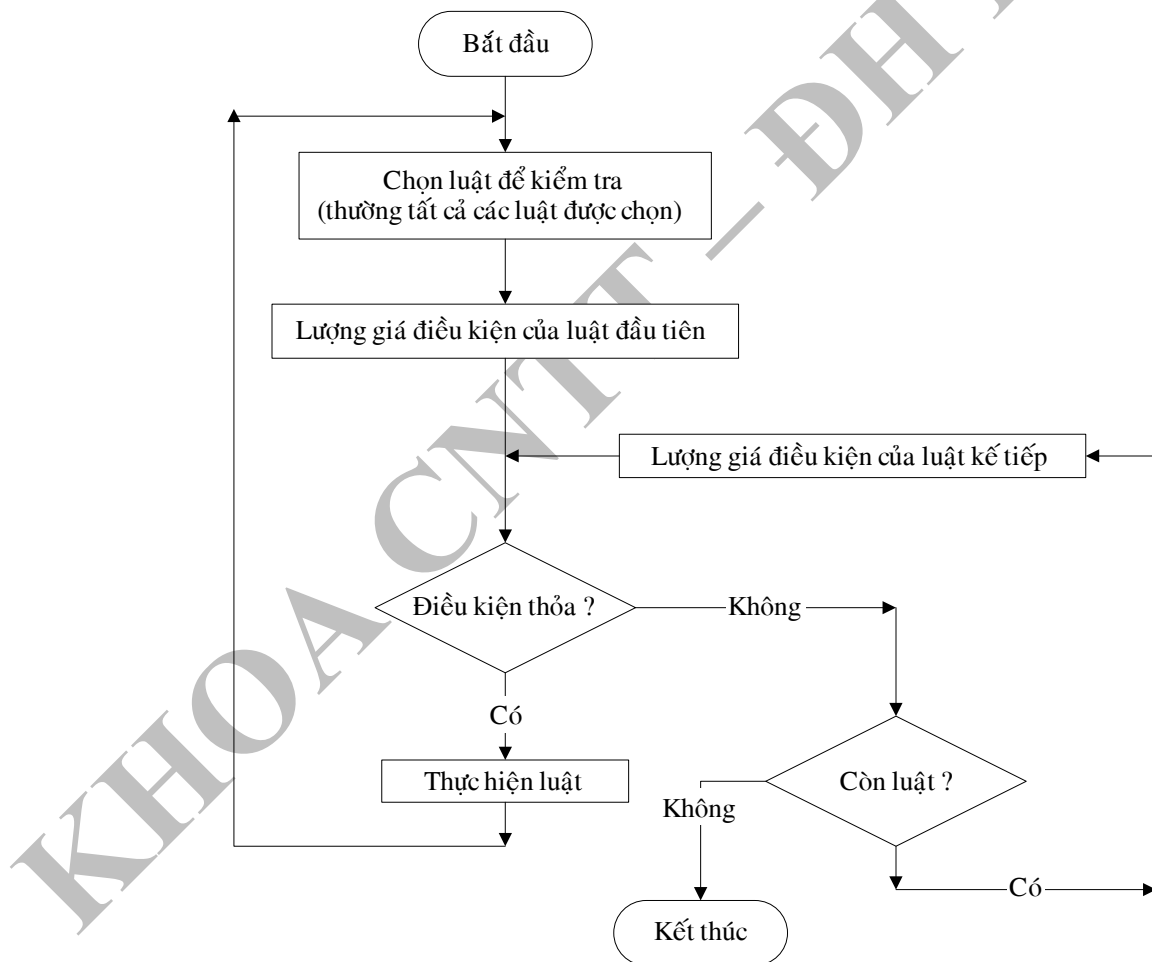 Bắt đầu
Chọn luật để kiểm tra
(thường tất cả các luật được chọn)
Lượng giá điều kiện của luật đầu tiên
Lượng giá điều kiện của luật kế tiếp
Điều kiện thỏa ?
Không
Có
Thực hiện luật
Còn luật ?
Không
Có
Kết thúc
KHOA CNTT – ĐH